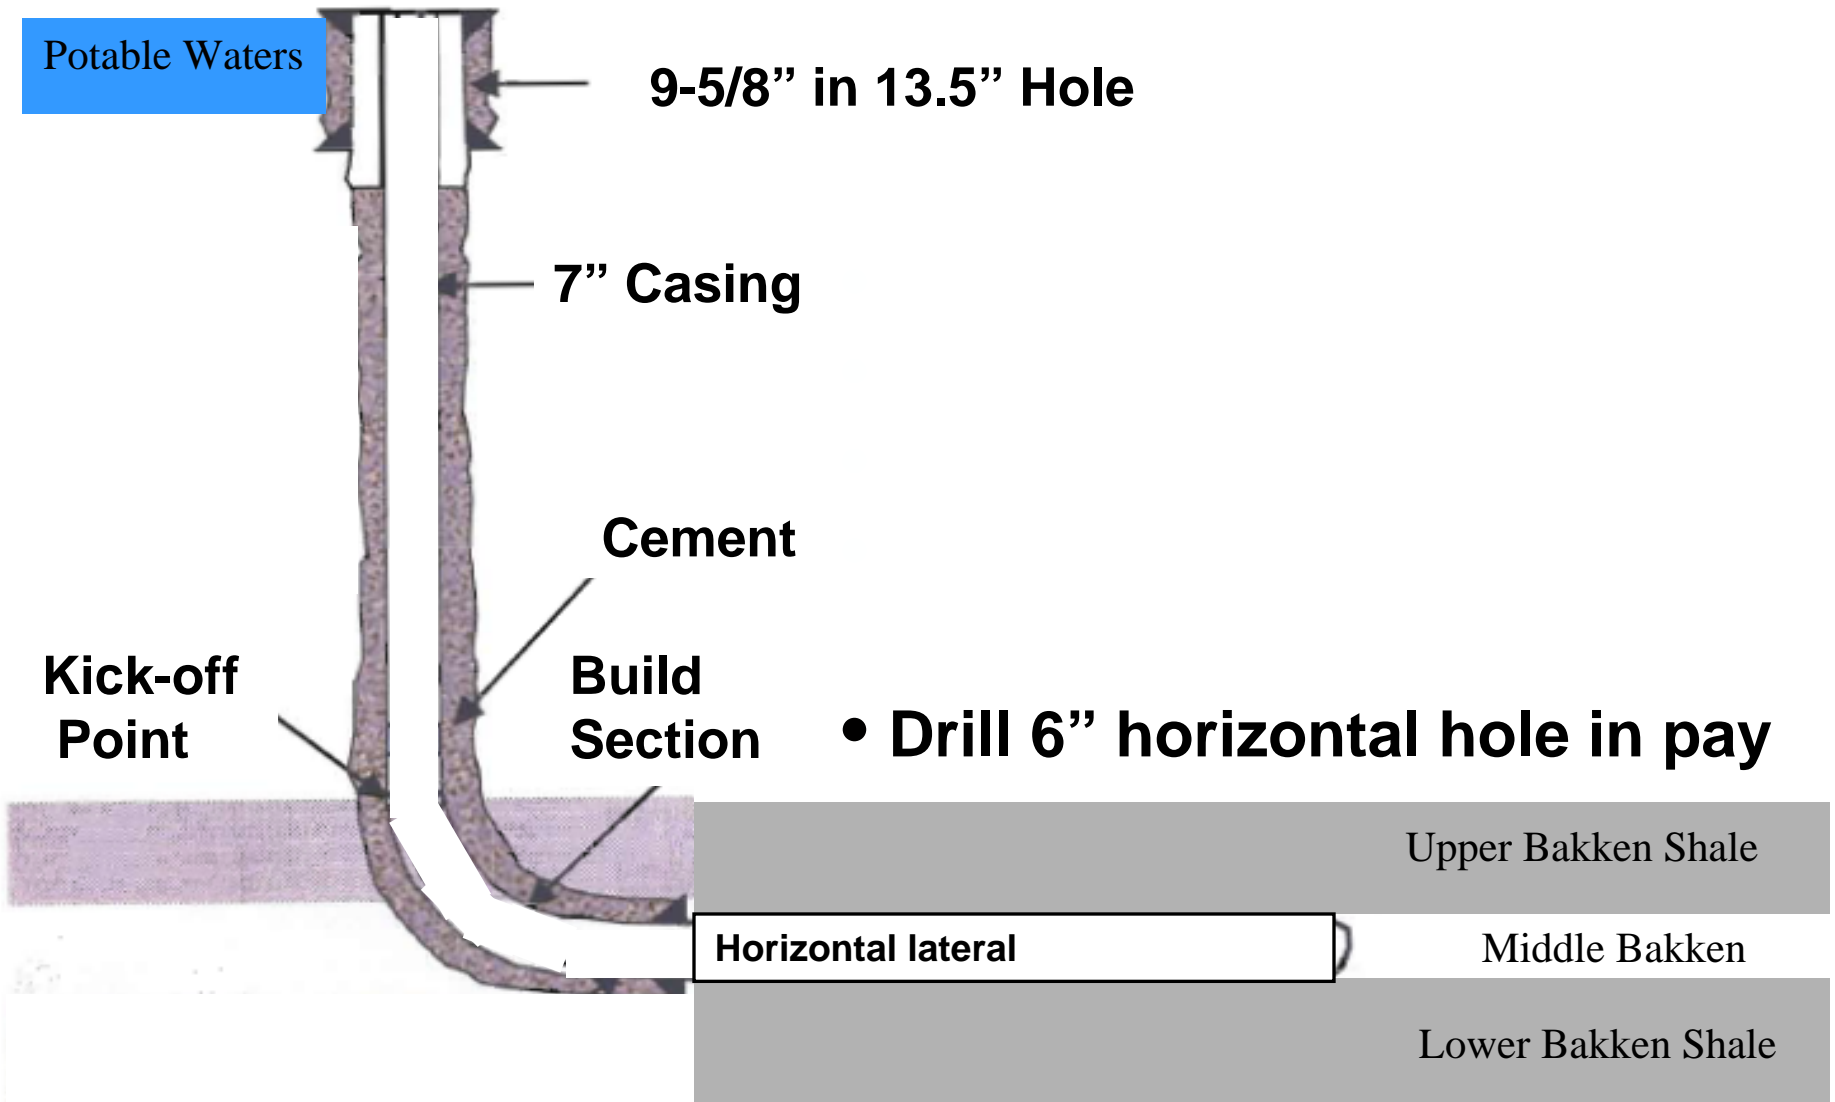 Potable Waters
9-5/8” in 13.5” Hole
7” Casing
Cement
Kick-off
Point
Build
Section
• Drill 6” horizontal hole in pay
Upper Bakken Shale
Horizontal lateral
Middle Bakken
Lower Bakken Shale